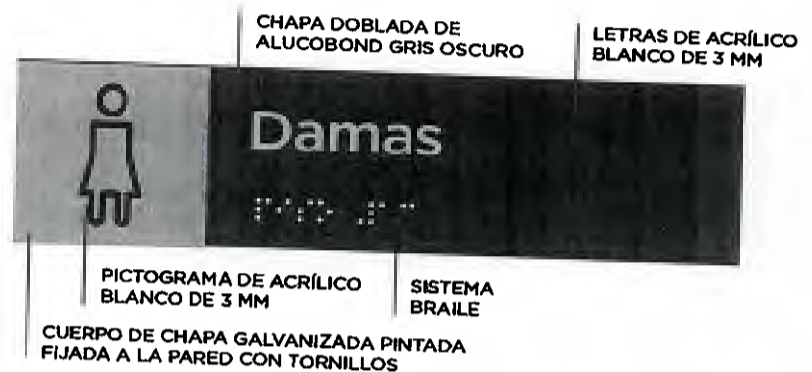 CHAPA DOBLADA DE
ALUCOBOND GRIS OSCURO
LETRAS DE ACRÍLICO
BLANCO DE 3 MM
Damas
PICTOGRAMA DE ACRÍLICO
BLANCO DE 3 MM
SISTEMA
BRAILE
CUERPO DE CHAPA GALVANIZADA PINTADA
FIJADA A LA PARED CON TORNILLOS